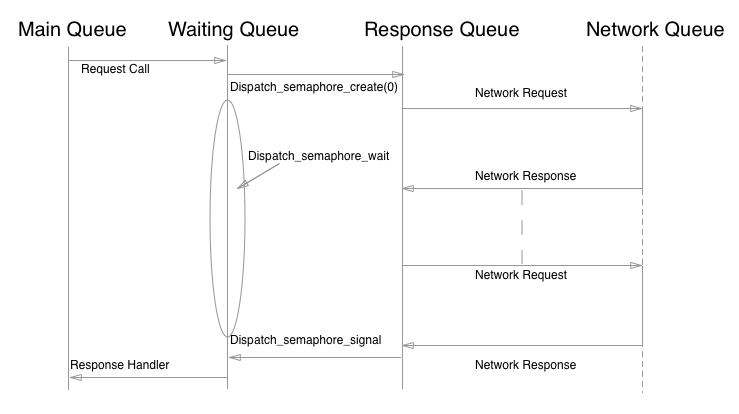 Main Queue
Waiting Queue
Response Queue
Network Queue
Request Call
Dispatch_semaphore_create(0)
Network Request
Dispatch_semaphore_wait
Network Response
Network Request
Dispatch_semaphore_signal
Response Handler
Network Response